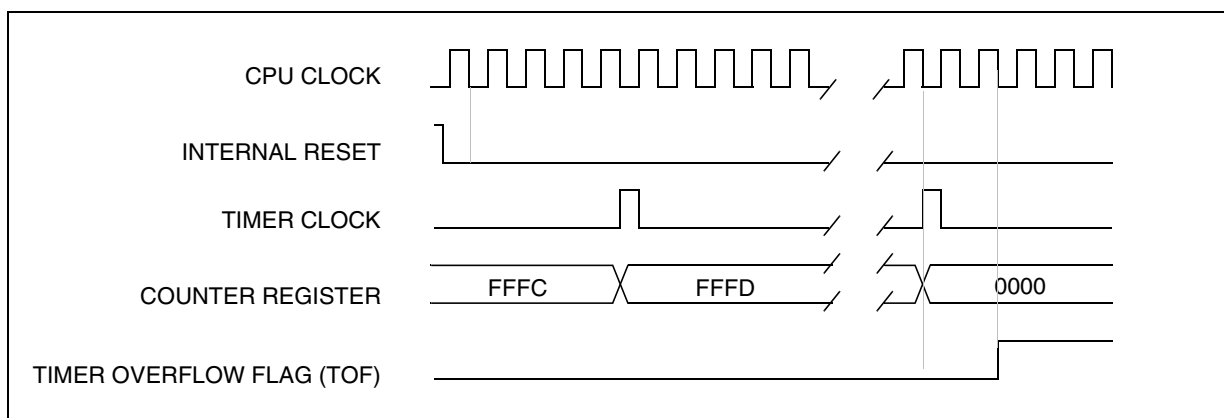 CPU CLOCK
INTERNAL RESET
TIMER CLOCK
COUNTER REGISTER FFFC FFFD 0000
TIMER OVERFLOW FLAG (TOF)